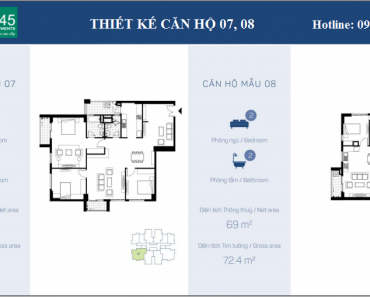 45
THIẾT KẾ CĂN HỘ 07, 08
Hotline: 09
07
CĂN HỘ MẪU 08
2
Phòng ngủ / Bedroom
2
Phòng tắm / Bathroom
Diện tích Thông thuỷ / Net area
69 m²
Diện tích Tim tường / Gross area
72.4 m²